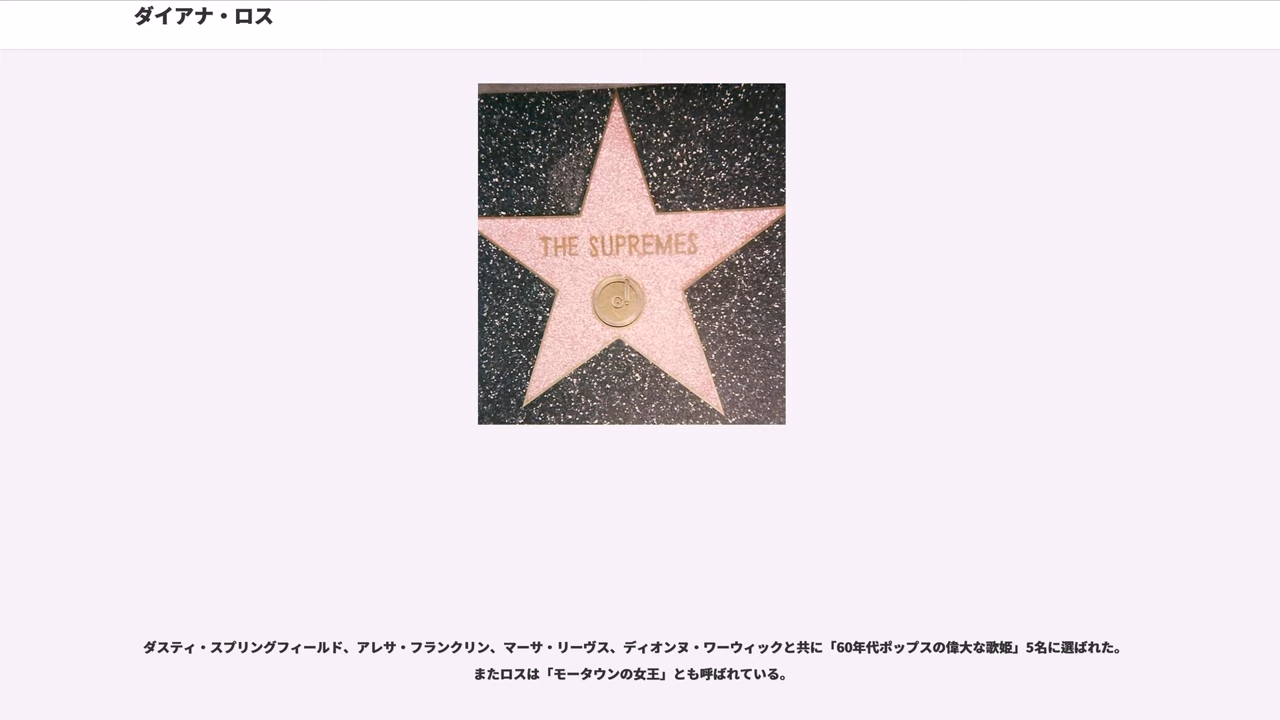 ダイアナ・ロス
THE SUPREMES
ダスティ・スプリングフィールド、アレサ・フランクリン、マーサ・リーヴス、ディオンヌ・ワーウィックと共に「60年代ポップスの偉大な歌姫」5名に選ばれた。
またロスは「モータウンの女王」とも呼ばれている。